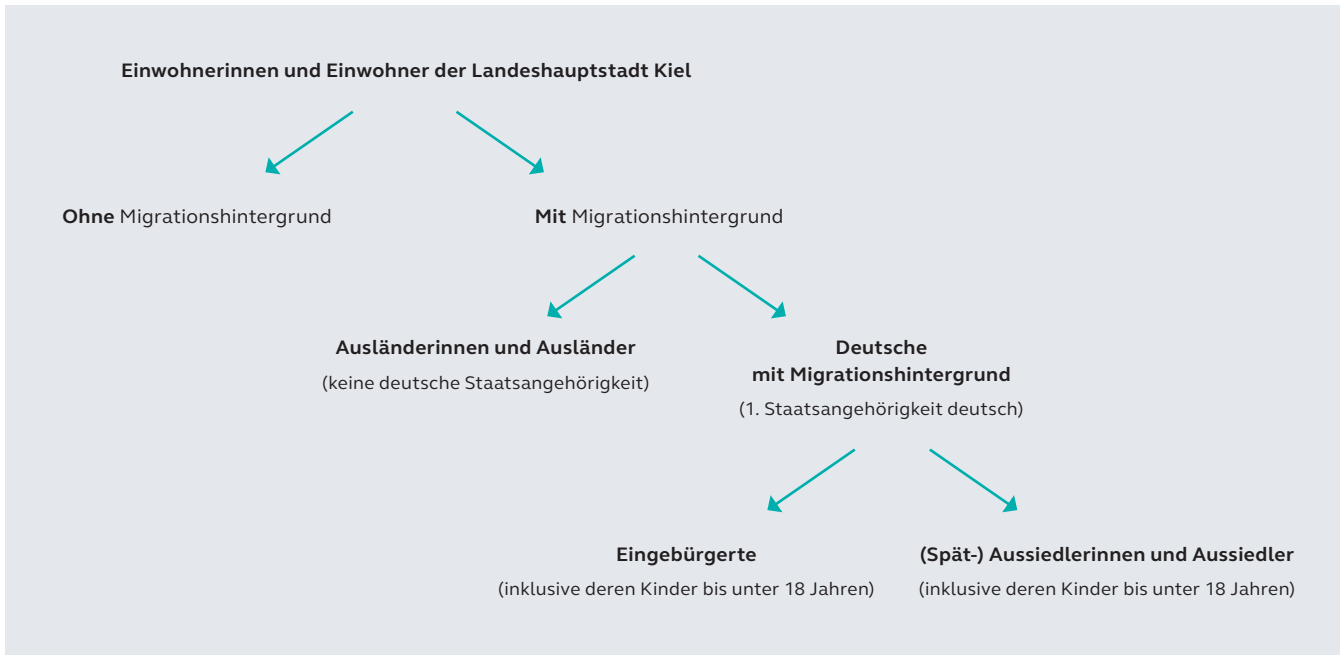 Einwohnerinnen und Einwohner der Landeshauptstadt Kiel
Ohne Migrationshintergrund
Mit Migrationshintergrund
Ausländerinnen und Ausländer
(keine deutsche Staatsangehörigkeit)
Deutsche
mit Migrationshintergrund
(1. Staatsangehörigkeit deutsch)
Eingebürgerte
(inklusive deren Kinder bis unter 18 Jahren)
(Spät-) Aussiedlerinnen und Aussiedler
(inklusive deren Kinder bis unter 18 Jahren)